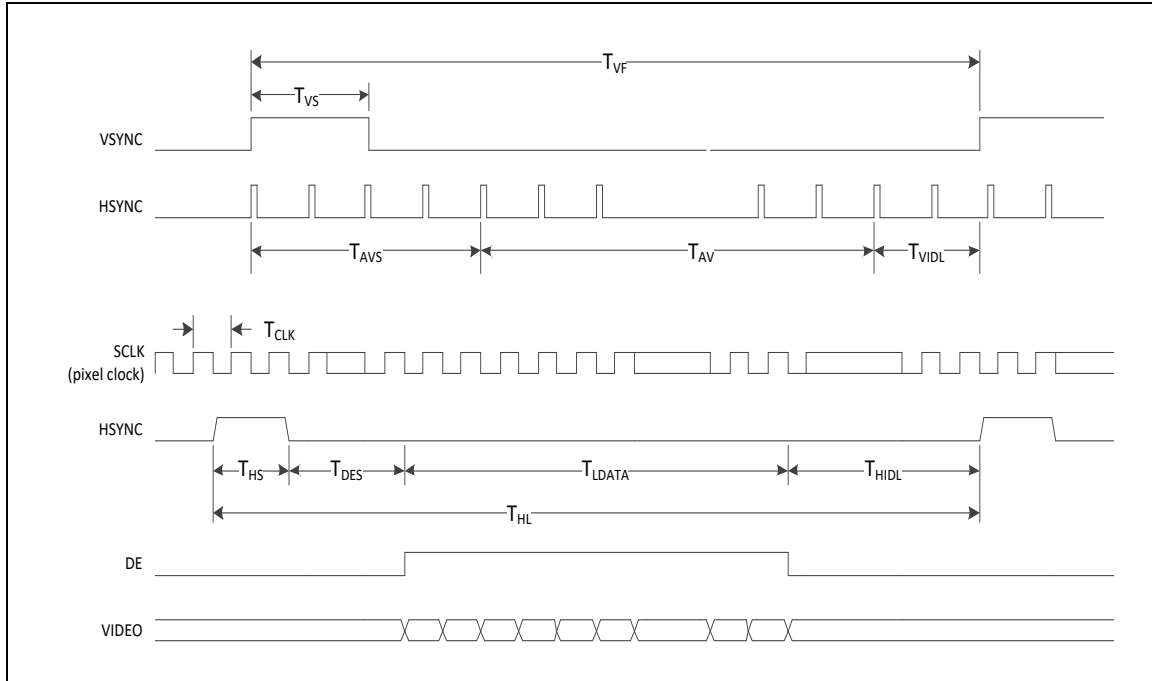 TVF
TVS
VSYNC
HSYNC
TAVS
TAV
TVIDL
TCLK
SCLK
(pixel clock)
HSYNC
THS
TDES
TLDATA
THIDL
THL
DE
VIDEO